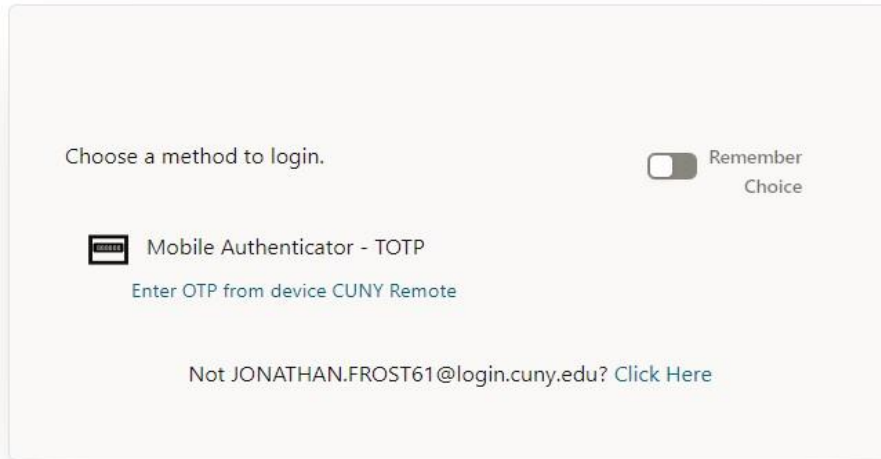 Choose a method to login.
Remember
Choice
Mobile Authenticator - TOTP
Enter OTP from device CUNY Remote
Not JONATHAN.FROST61@login.cuny.edu? Click Here